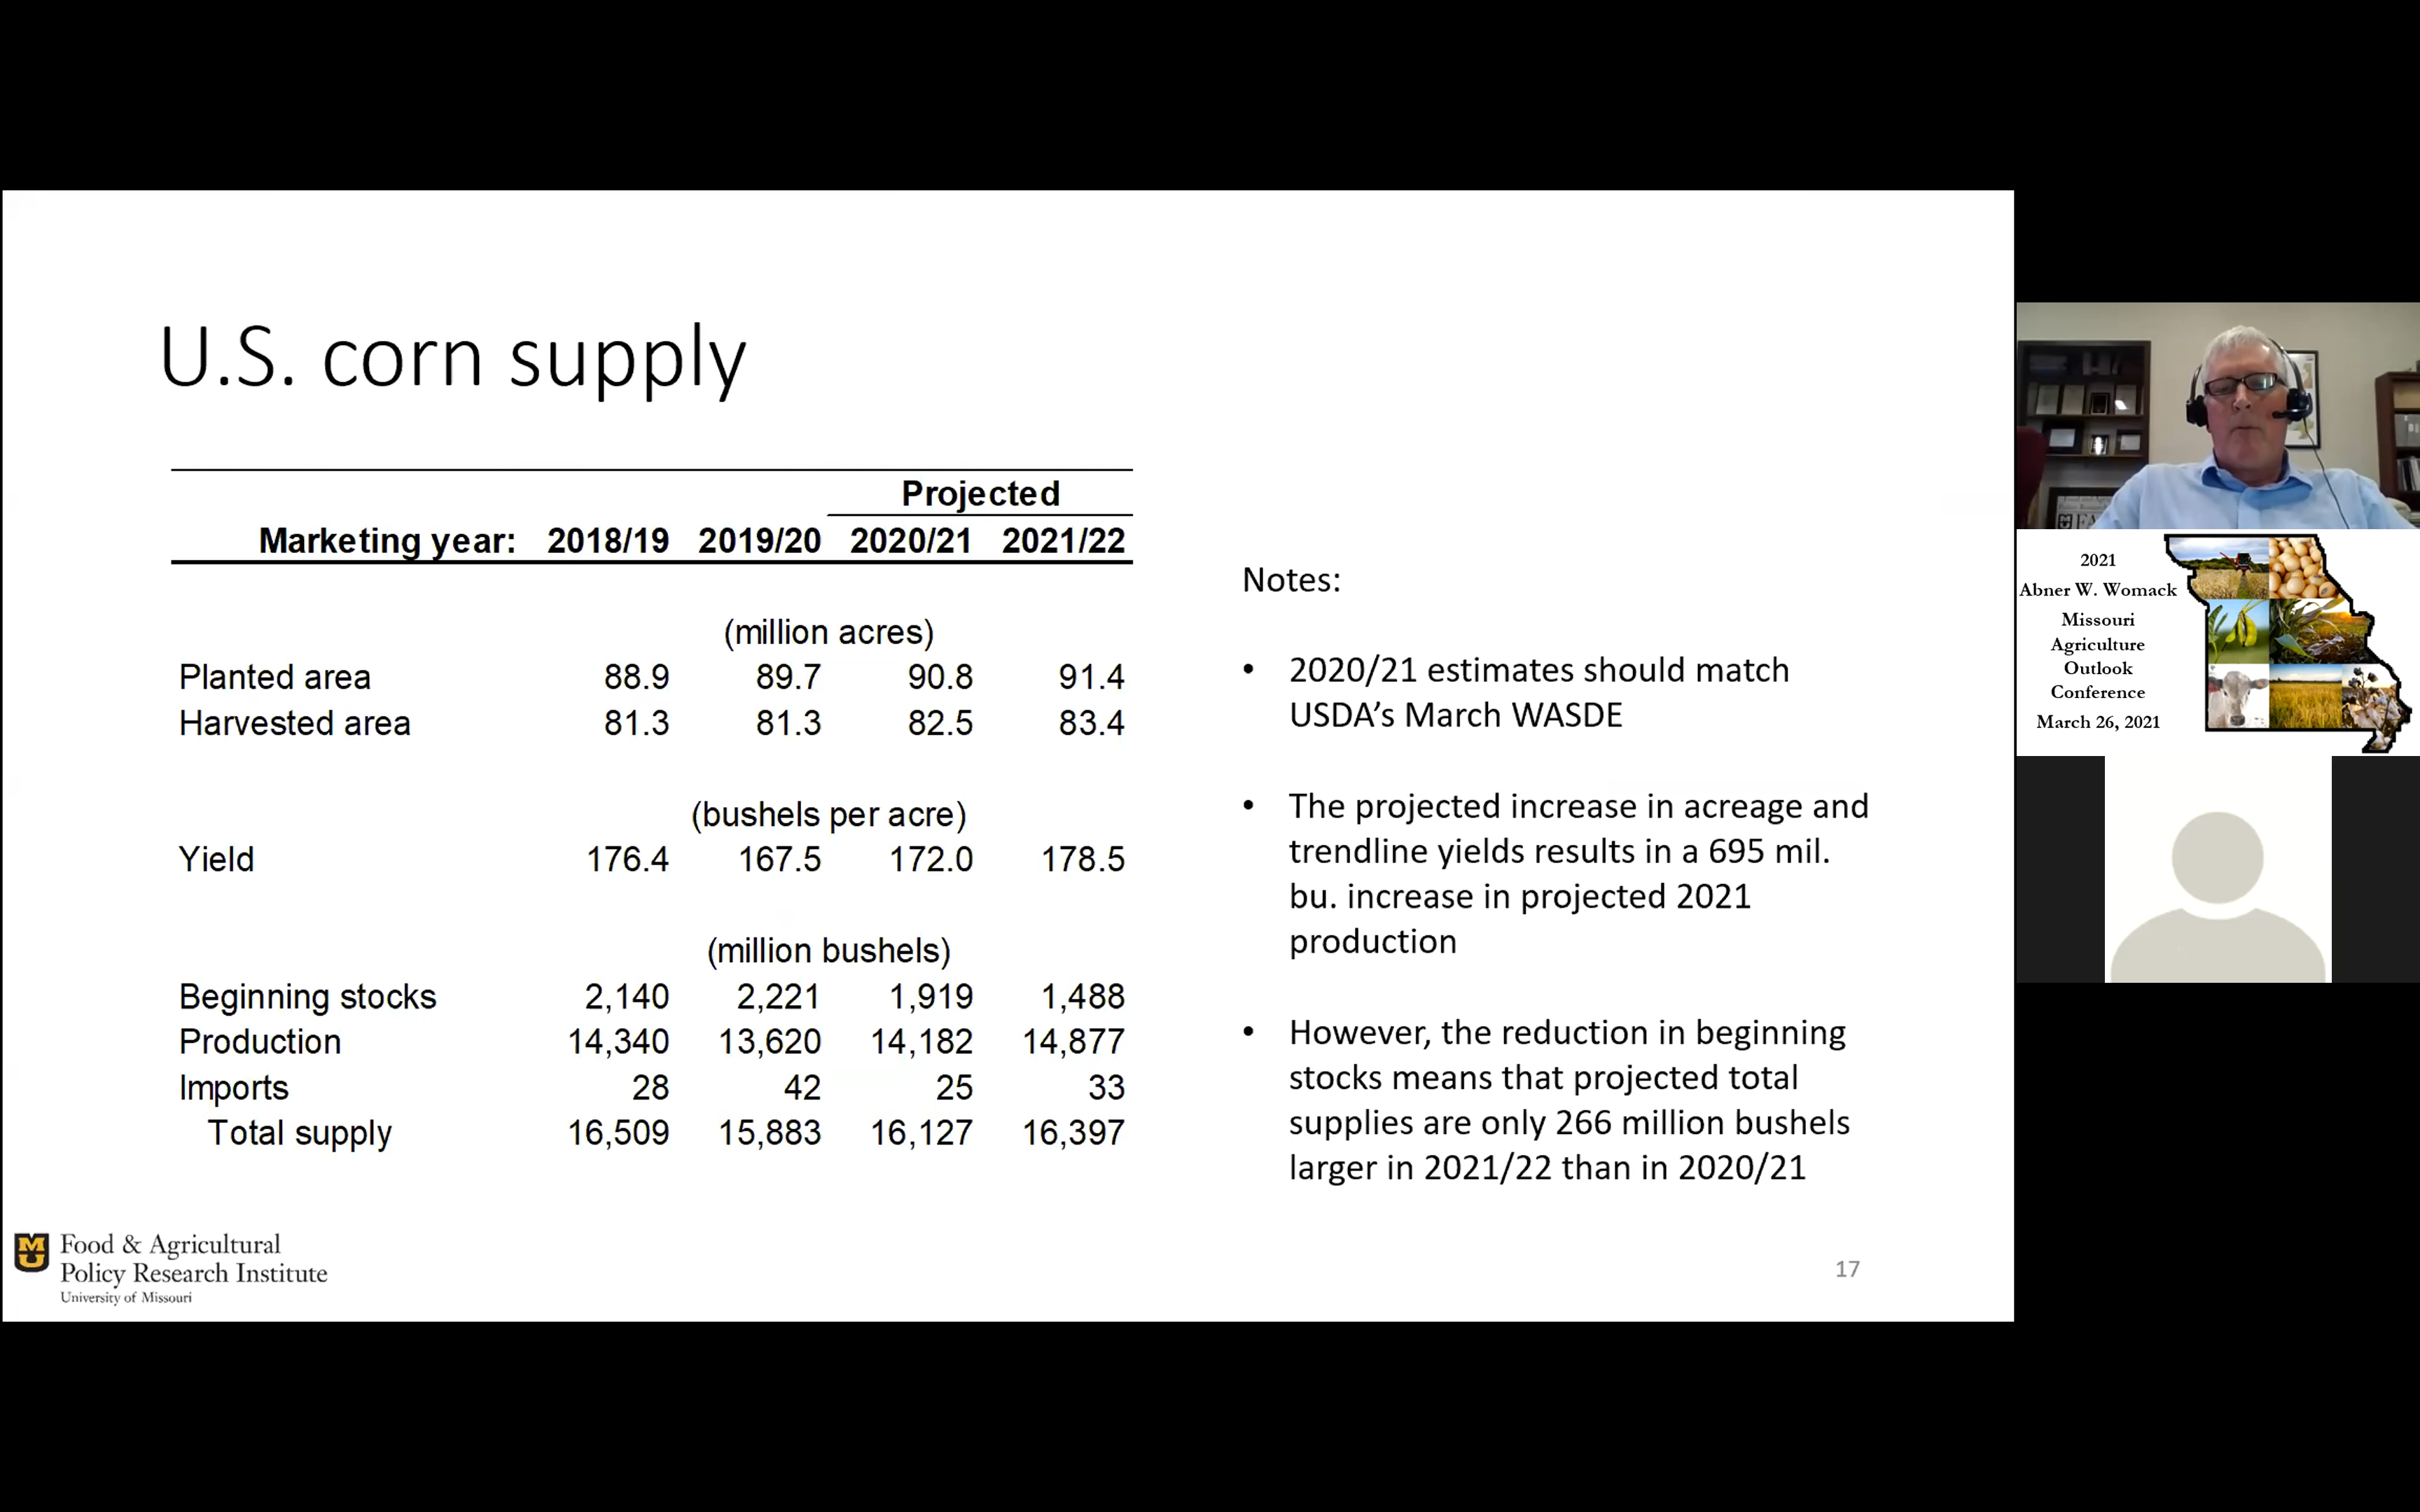 U.S. corn supply
Projected
Marketing year: 2018/19 2019/20 2020/21 2021/22
(million acres)
Planted area 88.9 89.7 90.8 91.4
Harvested area 81.3 81.3 82.5 83.4
(bushels per acre)
Yield 176.4 167.5 172.0 178.5
(million bushels)
Beginning stocks 2,140 2,221 1,919 1,488
Production 14,340 13,620 14,182 14,877
Imports 28 42 25 33
Total supply 16,509 15,883 16,127 16,397
Notes:
• 2020/21 estimates should match
USDA’s March WASDE
• The projected increase in acreage and
trendline yields results in a 695 mil.
bu. increase in projected 2021
production
• However, the reduction in beginning
stocks means that projected total
supplies are only 266 million bushels
larger in 2021/22 than in 2020/21
Food & Agricultural
Policy Research Institute
University of Missouri
17
2021
Abner W. Womack
Missouri
Agriculture
Outlook
Conference
March 26, 2021